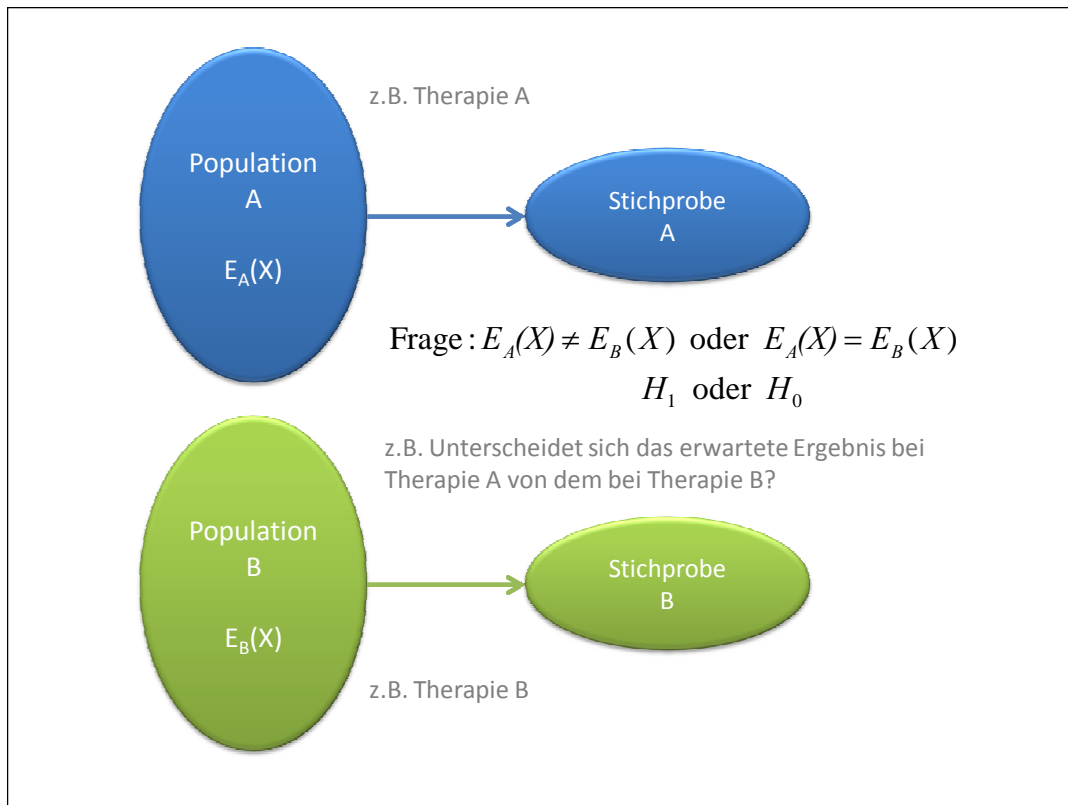 z.B. Therapie A
Population
A
E_A(X)
Stichprobe
A
Frage : E_A(X) ≠ E_B(X) oder E_A(X) = E_B(X)
H_1 oder H_0
z.B. Unterscheidet sich das erwartete Ergebnis bei
Therapie A von dem bei Therapie B?
Population
B
E_B(X)
Stichprobe
B
z.B. Therapie B